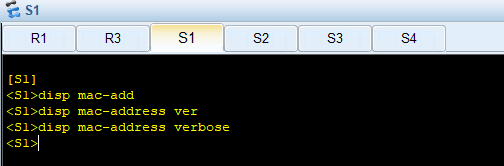 S1
R1 R3 S1 S2 S3 S4
[S1]
<S1>disp mac-add
<S1>disp mac-address ver
<S1>disp mac-address verbose
<S1>